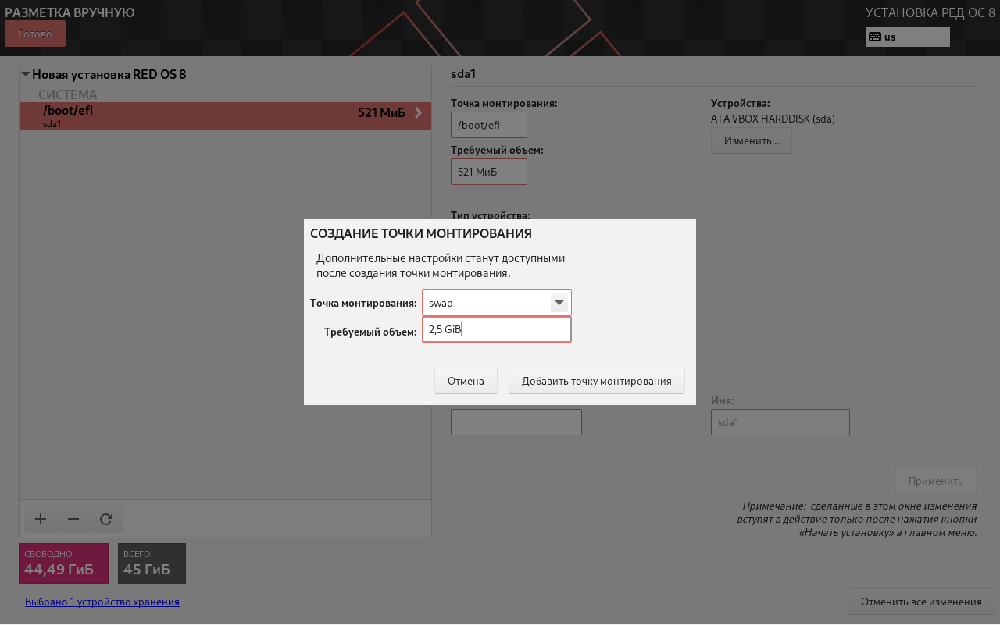 РАЗМЕТКА ВРУЧНУЮ
УСТАНОВКА РЕД ОС 8
Готово
us
Новая установка RED OS 8
СИСТЕМА
/boot/efi
521 МиБ
sda1
sda1
Точка монтирования:
/boot/efi
Требуемый объем:
521 МиБ
Устройства:
ATA VBOX HARDDISK (sda)
Изменить...
Тип устройства:
СОЗДАНИЕ ТОЧКИ МОНТИРОВАНИЯ
Дополнительные настройки станут доступными
после создания точки монтирования.
Точка монтирования:
swap
Требуемый объем:
2,5 GiB
Отмена
Добавить точку монтирования
Имя:
sda1
Применить
Примечание: сделанные в этом окне изменения
вступят в действие только после нажатия кнопки
«Начать установку» в главном меню.
СВОБОДНО
44,49 ГиБ
ВСЕГО
45 ГиБ
Выбрано 1 устройство хранения
Отменить все изменения